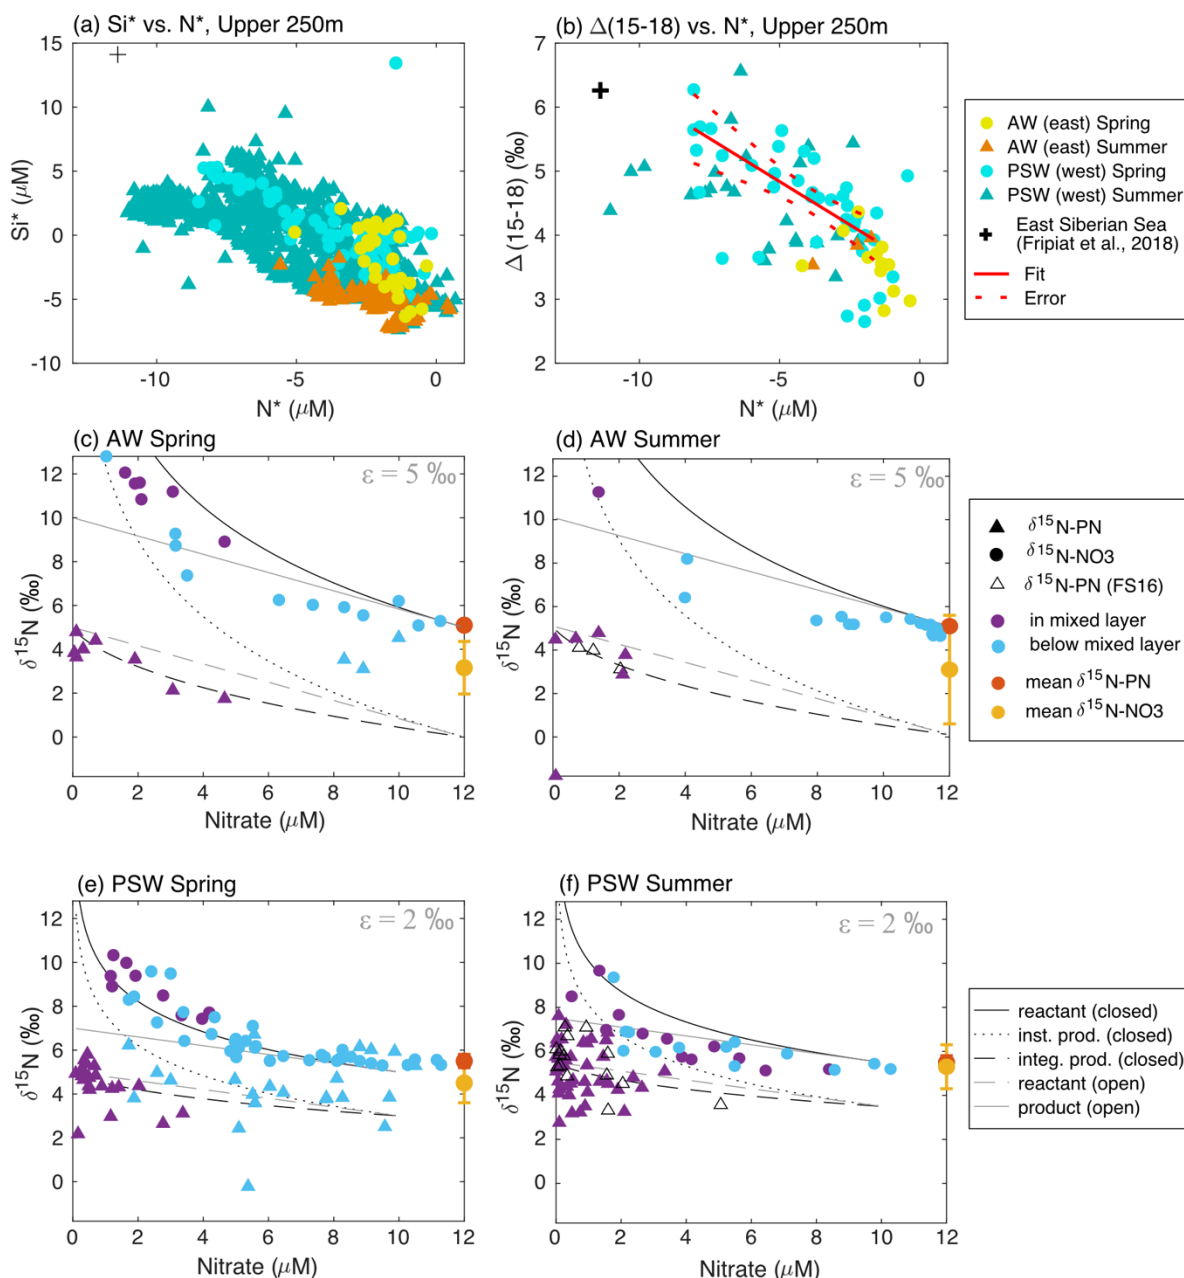 (a) Si* vs. N*, Upper 250m
15
10
5
0
-5
-10
Si* (μM)
-10
-5
0
N* (μM)
(b) Δ(15-18) vs. N*, Upper 250m
7
6
5
4
3
2
Δ(15-18) (‰)
-10
-5
0
N* (μM)
AW (east) Spring
AW (east) Summer
PSW (west) Spring
PSW (west) Summer
East Siberian Sea
(Fripiat et al., 2018)
Fit
Error
(c) AW Spring
ε = 5 ‰
12
10
8
6
4
2
0
δ15N (‰)
0 2 4 6 8 10 12
Nitrate (μM)
(d) AW Summer
ε = 5 ‰
12
10
8
6
4
2
0
δ15N (‰)
0 2 4 6 8 10 12
Nitrate (μM)
δ15N-PN
δ15N-NO3
δ15N-PN (FS16)
in mixed layer
below mixed layer
mean δ15N-PN
mean δ15N-NO3
(e) PSW Spring
ε = 2 ‰
12
10
8
6
4
2
0
δ15N (‰)
0 2 4 6 8 10 12
Nitrate (μM)
(f) PSW Summer
ε = 2 ‰
12
10
8
6
4
2
0
δ15N (‰)
0 2 4 6 8 10 12
Nitrate (μM)
reactant (closed)
inst. prod. (closed)
integ. prod. (closed)
reactant (open)
product (open)